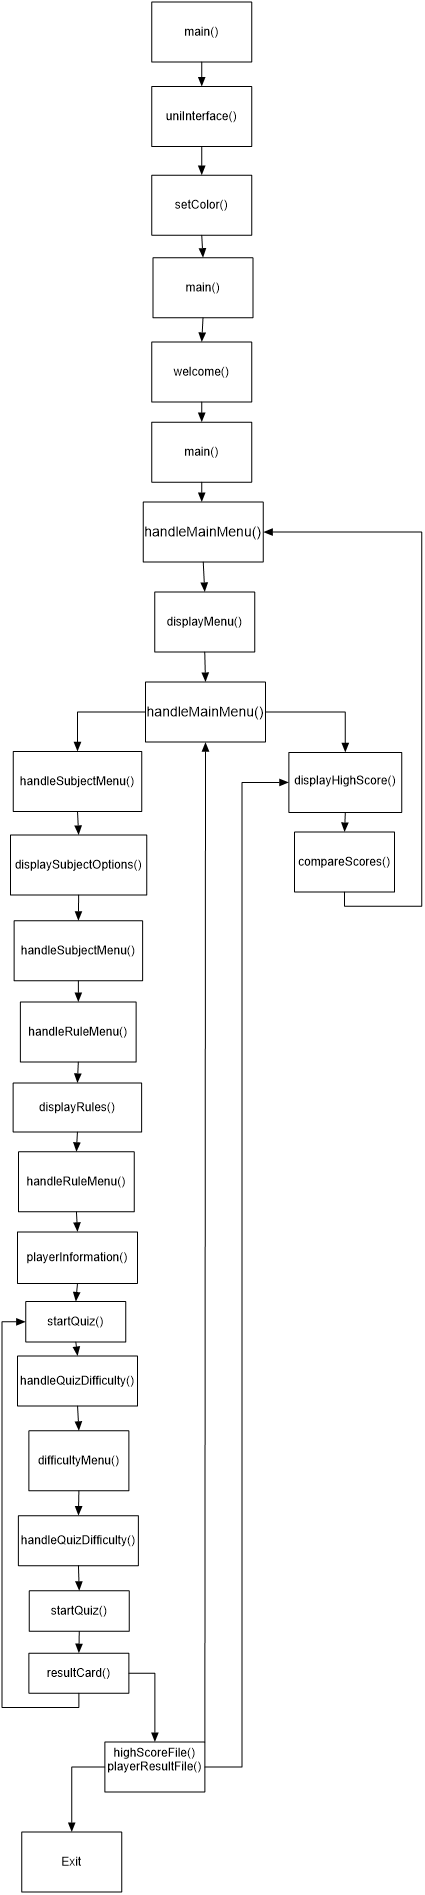 main()
uniInterface()
setColor()
main()
welcome()
main()
handleMainMenu()
displayMenu()
handleMainMenu()
handleSubjectMenu()
displayHighScore()
displaySubjectOptions()
compareScores()
handleSubjectMenu()
handleRuleMenu()
displayRules()
handleRuleMenu()
playerInformation()
startQuiz()
handleQuizDifficulty()
difficultyMenu()
handleQuizDifficulty()
startQuiz()
resultCard()
highScoreFile()
playerResultFile()
Exit